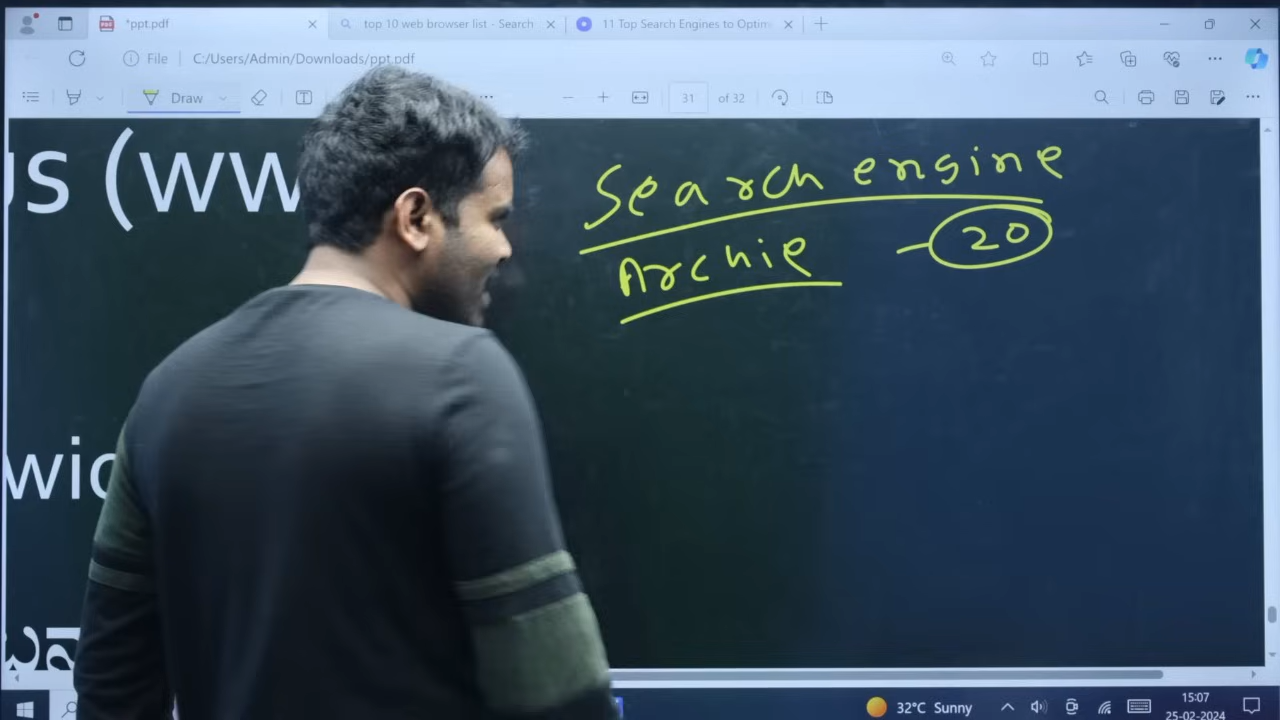 *ppt.pdf
top 10 web browser list - Search
11 Top Search Engines to Optim
File C:/Users/Admin/Downloads/ppt.pdf
Draw
31 of 32
(ww
Search engine
Archie - 20
32°C Sunny
15:07
25-02-2024